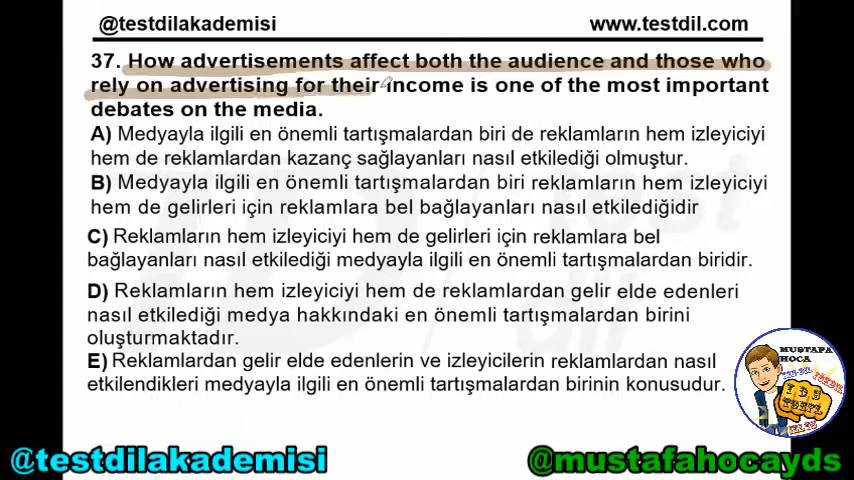 @testdilakademisi www.testdil.com
37. How advertisements affect both the audience and those who
rely on advertising for their income is one of the most important
debates on the media.
A) Medyayla ilgili en önemli tartışmalardan biri de reklamların hem izleyiciyi
hem de reklamlardan kazanç sağlayanları nasıl etkilediği olmuştur.
B) Medyayla ilgili en önemli tartışmalardan biri reklamların hem izleyiciyi
hem de gelirleri için reklamlara bel bağlayanları nasıl etkilediğidir
C) Reklamların hem izleyiciyi hem de gelirleri için reklamlara bel
bağlayanları nasıl etkilediği medyayla ilgili en önemli tartışmalardan biridir.
D) Reklamların hem izleyiciyi hem de reklamlardan gelir elde edenleri
nasıl etkilediği medya hakkındaki en önemli tartışmalardan birini
oluşturmaktadır.
E) Reklamlardan gelir elde edenlerin ve izleyicilerin reklamlardan nasıl
etkilendikleri medyayla ilgili en önemli tartışmalardan birinin konusudur.
MUSTAFA
HOCA
@testdilakademisi @mustafahocayds